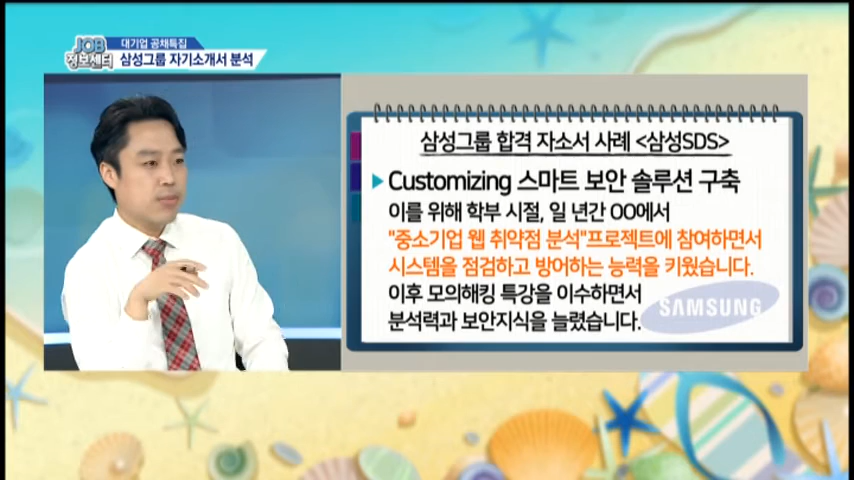 JOB
정보센터
대기업 공채특집
삼성그룹 자기소개서 분석
삼성그룹 합격 자소서 사례 <삼성SDS>
Customizing 스마트 보안 솔루션 구축
이를 위해 학부 시절, 일 년간 OO에서
"중소기업 웹 취약점 분석"프로젝트에 참여하면서
시스템을 점검하고 방어하는 능력을 키웠습니다.
이후 모의해킹 특강을 이수하면서
분석력과 보안지식을 늘렸습니다.
SAMSUNG